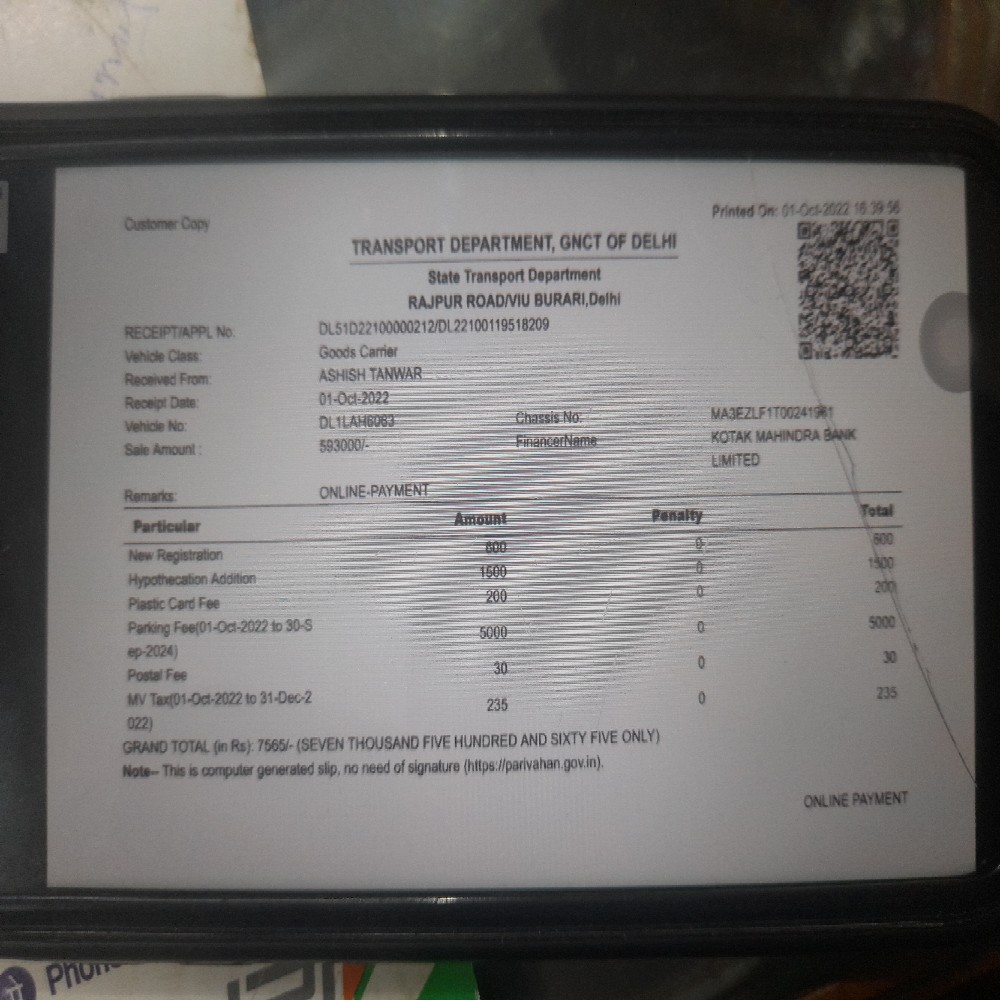 Customer Copy
Printed On: 01-Oct-2022 16:39:56
TRANSPORT DEPARTMENT, GNCT OF DELHI
State Transport Department
RAJPUR ROAD/VIU BURARI,Delhi
RECEIPT/APPL No: DL51D22100000212/DL22100119518209
Vehicle Class: Goods Carrier
Received From: ASHISH TANWAR
Receipt Date: 01-Oct-2022
Vehicle No: DL1LAH6063 Chassis No: MA3EZLF1T00241961
Sale Amount : 593000/- FinancerName KOTAK MAHINDRA BANK
LIMITED
Remarks: ONLINE-PAYMENT
Particular Amount Penalty Total
New Registration 600 0 600
Hypothecation Addition 1500 0 1500
Plastic Card Fee 200 0 200
Parking Fee(01-Oct-2022 to 30-S 5000 0 5000
ep-2024)
Postal Fee 30 0 30
MV Tax(01-Oct-2022 to 31-Dec-2 235 0 235
022)
GRAND TOTAL (in Rs): 7565/- (SEVEN THOUSAND FIVE HUNDRED AND SIXTY FIVE ONLY)
Note-- This is computer generated slip, no need of signature (https://parivahan.gov.in).
ONLINE PAYMENT